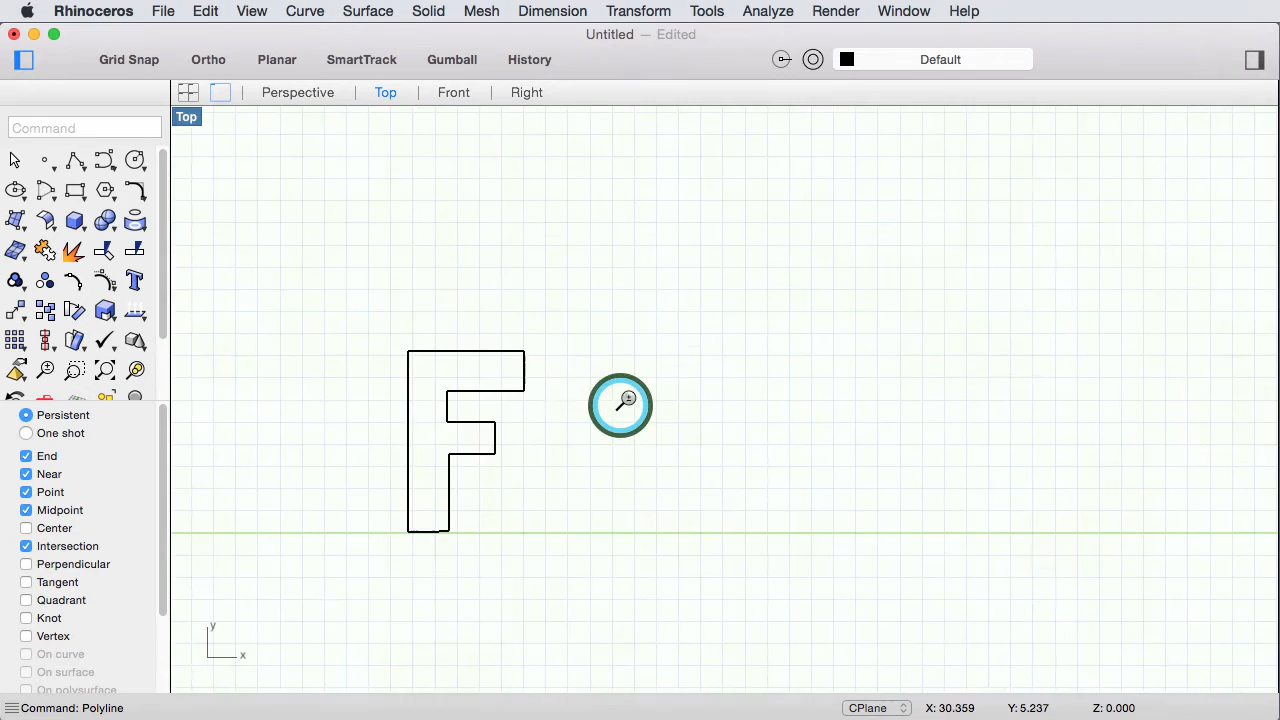 Rhinoceros File Edit View Curve Surface Solid Mesh Dimension Transform Tools Analyze Render Window Help
Untitled — Edited
Grid Snap Ortho Planar SmartTrack Gumball History Default
Perspective Top Front Right
Top
Command
Persistent
One shot
End
Near
Point
Midpoint
Center
Intersection
Perpendicular
Tangent
Quadrant
Knot
Vertex
On curve
On surface
On polysurface
y
x
F
Command: Polyline CPlane X: 30.359 Y: 5.237 Z: 0.000